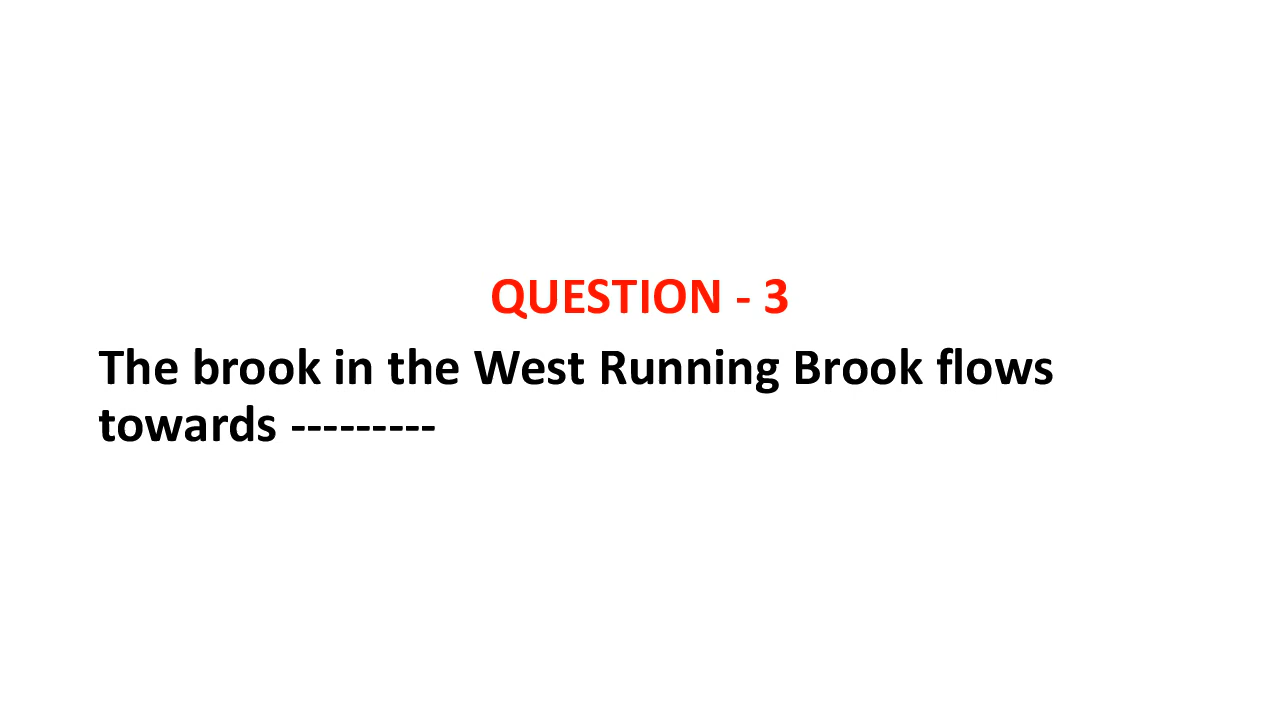 QUESTION - 3
The brook in the West Running Brook flows
towards ---------